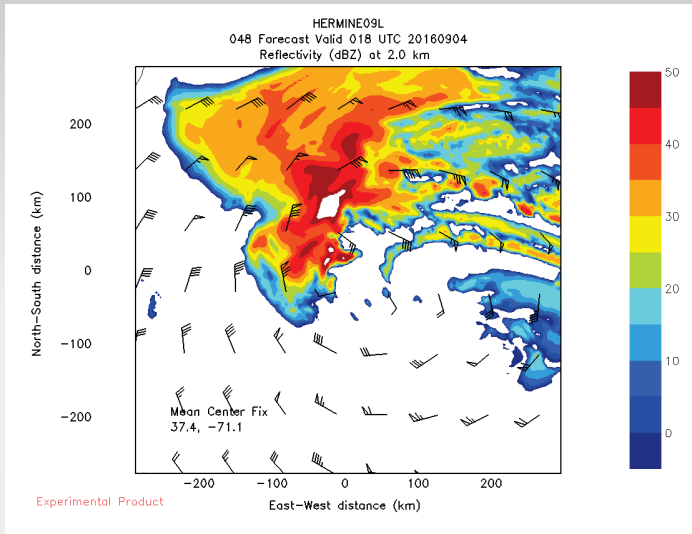 HERMINE09L
048 Forecast Valid 018 UTC 20160904
Reflectivity (dBZ) at 2.0 km
North-South distance (km)
200
100
0
-100
-200
Mean Center Fix
37.4, -71.1
-200 -100 0 100 200
East-West distance (km)
50
40
30
20
10
0
Experimental Product